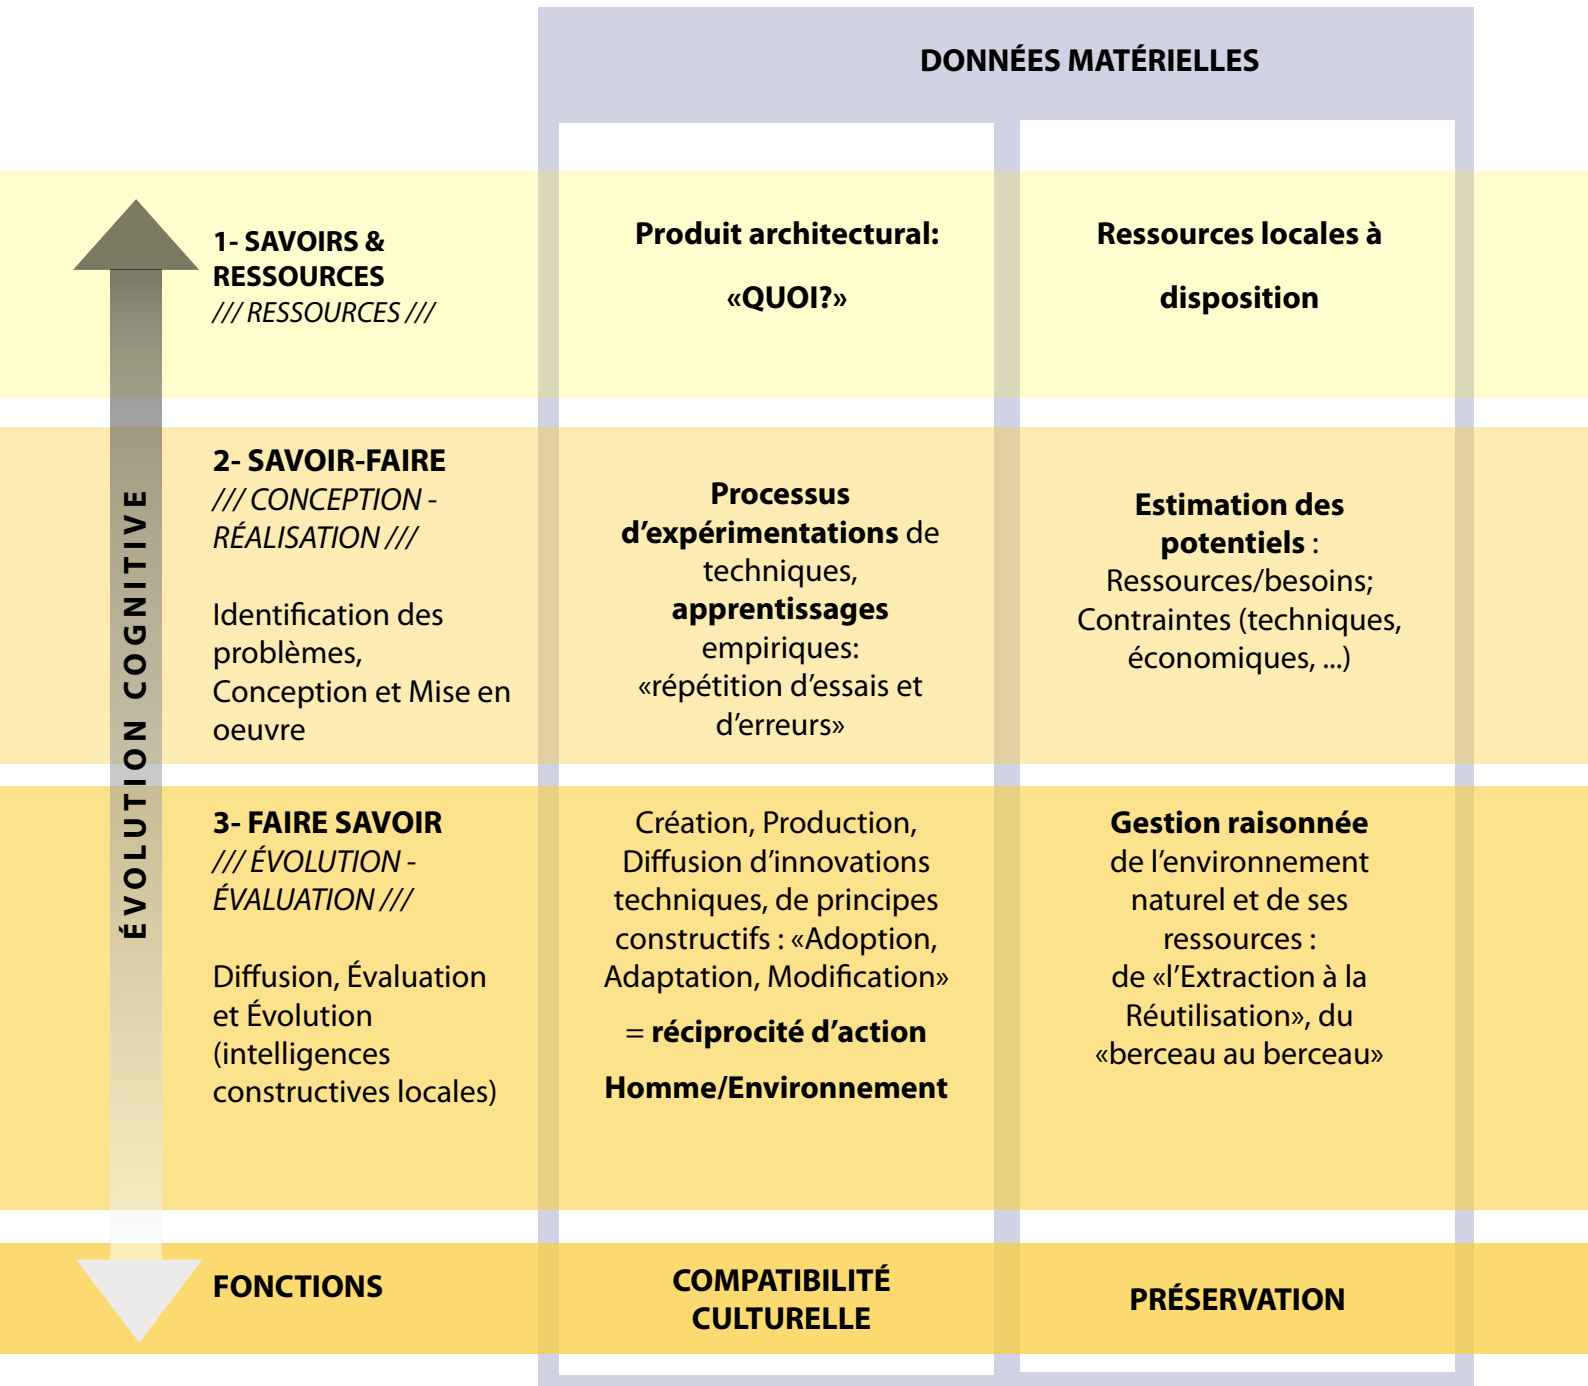 DONNÉES MATÉRIELLES
1- SAVOIRS &
RESSOURCES
/// RESSOURCES ///
Produit architectural:
«QUOI?»
Ressources locales à
disposition
ÉVOLUTION COGNITIVE
2- SAVOIR-FAIRE
/// CONCEPTION -
RÉALISATION ///
Identification des
problèmes,
Conception et Mise en
oeuvre
Processus
d’expérimentations de
techniques,
apprentissages
empiriques:
«répétition d’essais et
d’erreurs»
Estimation des
potentiels :
Ressources/besoins;
Contraintes (techniques,
économiques, ...)
3- FAIRE SAVOIR
/// ÉVOLUTION -
ÉVALUATION ///
Diffusion, Évaluation
et Évolution
(intelligences
constructives locales)
Création, Production,
Diffusion d’innovations
techniques, de principes
constructifs : «Adoption,
Adaptation, Modification»
= réciprocité d’action
Homme/Environnement
Gestion raisonnée
de l’environnement
naturel et de ses
ressources :
de «l’Extraction à la
Réutilisation», du
«berceau au berceau»
FONCTIONS
COMPATIBILITÉ
CULTURELLE
PRÉSERVATION